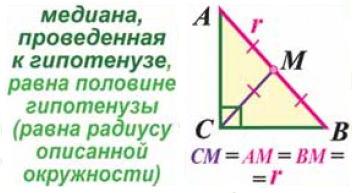 медиана,
проведенная
к гипотенузе,
равна половине
гипотенузы
(равна радиусу
описанной
окружности)
A
r
M
C
B
CM = AM = BM =
= r